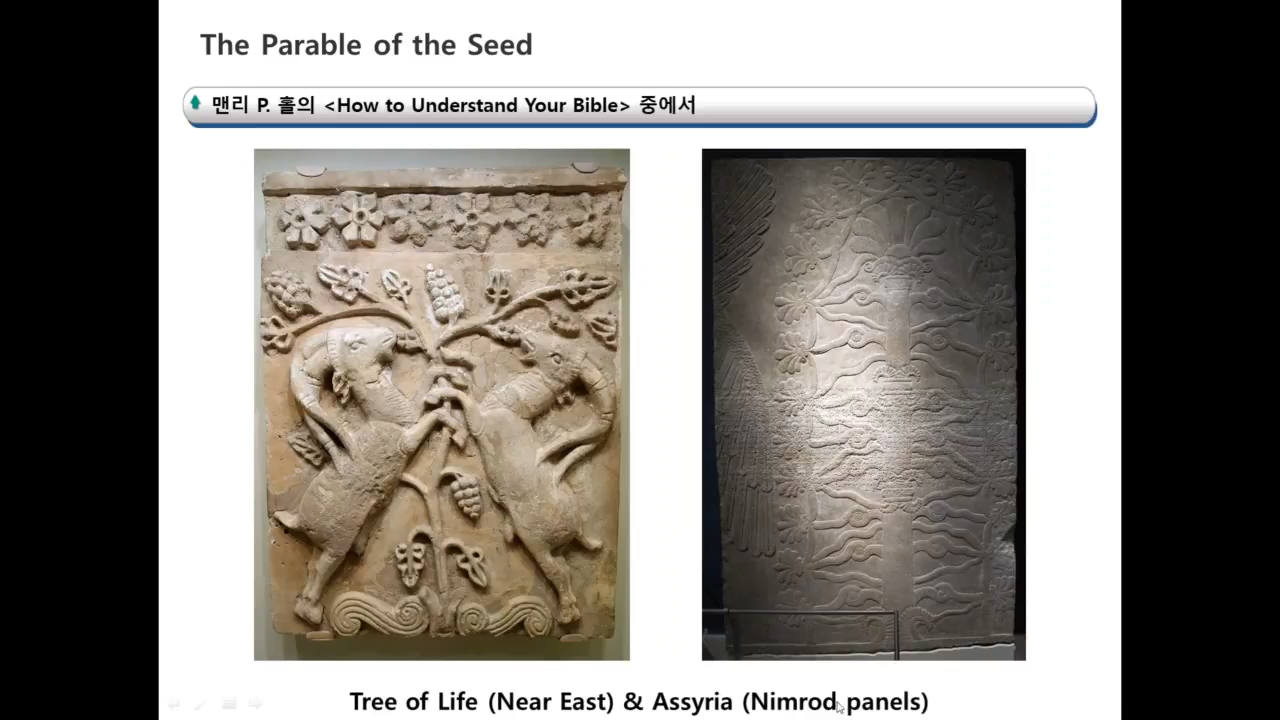 The Parable of the Seed
맨리 P. 홀의 <How to Understand Your Bible> 중에서
Tree of Life (Near East) & Assyria (Nimrod panels)